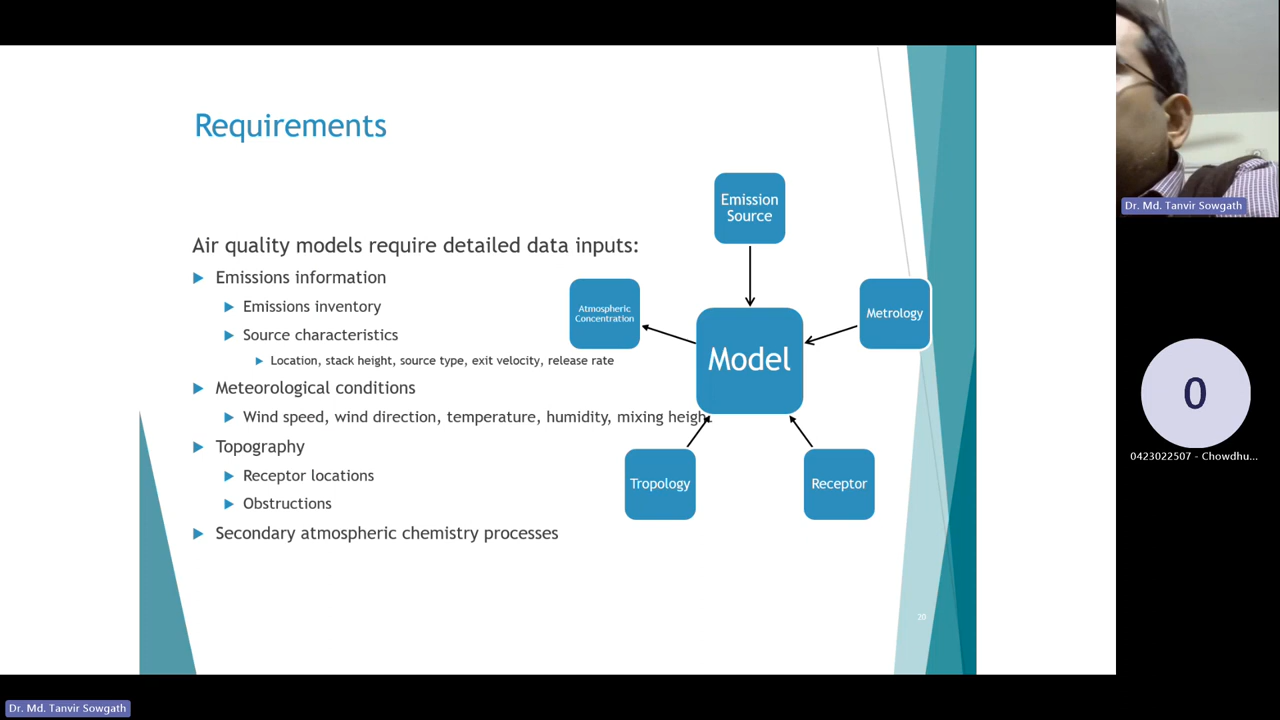 Requirements
Air quality models require detailed data inputs:
Emissions information
Emissions inventory
Source characteristics
Location, stack height, source type, exit velocity, release rate
Meteorological conditions
Wind speed, wind direction, temperature, humidity, mixing heigh
Topography
Receptor locations
Obstructions
Secondary atmospheric chemistry processes
Emission
Source
Atmospheric
Concentration
Metrology
Model
Tropology
Receptor
20
Dr. Md. Tanvir Sowgath
0
0423022507 - Chowdhu...
Dr. Md. Tanvir Sowgath